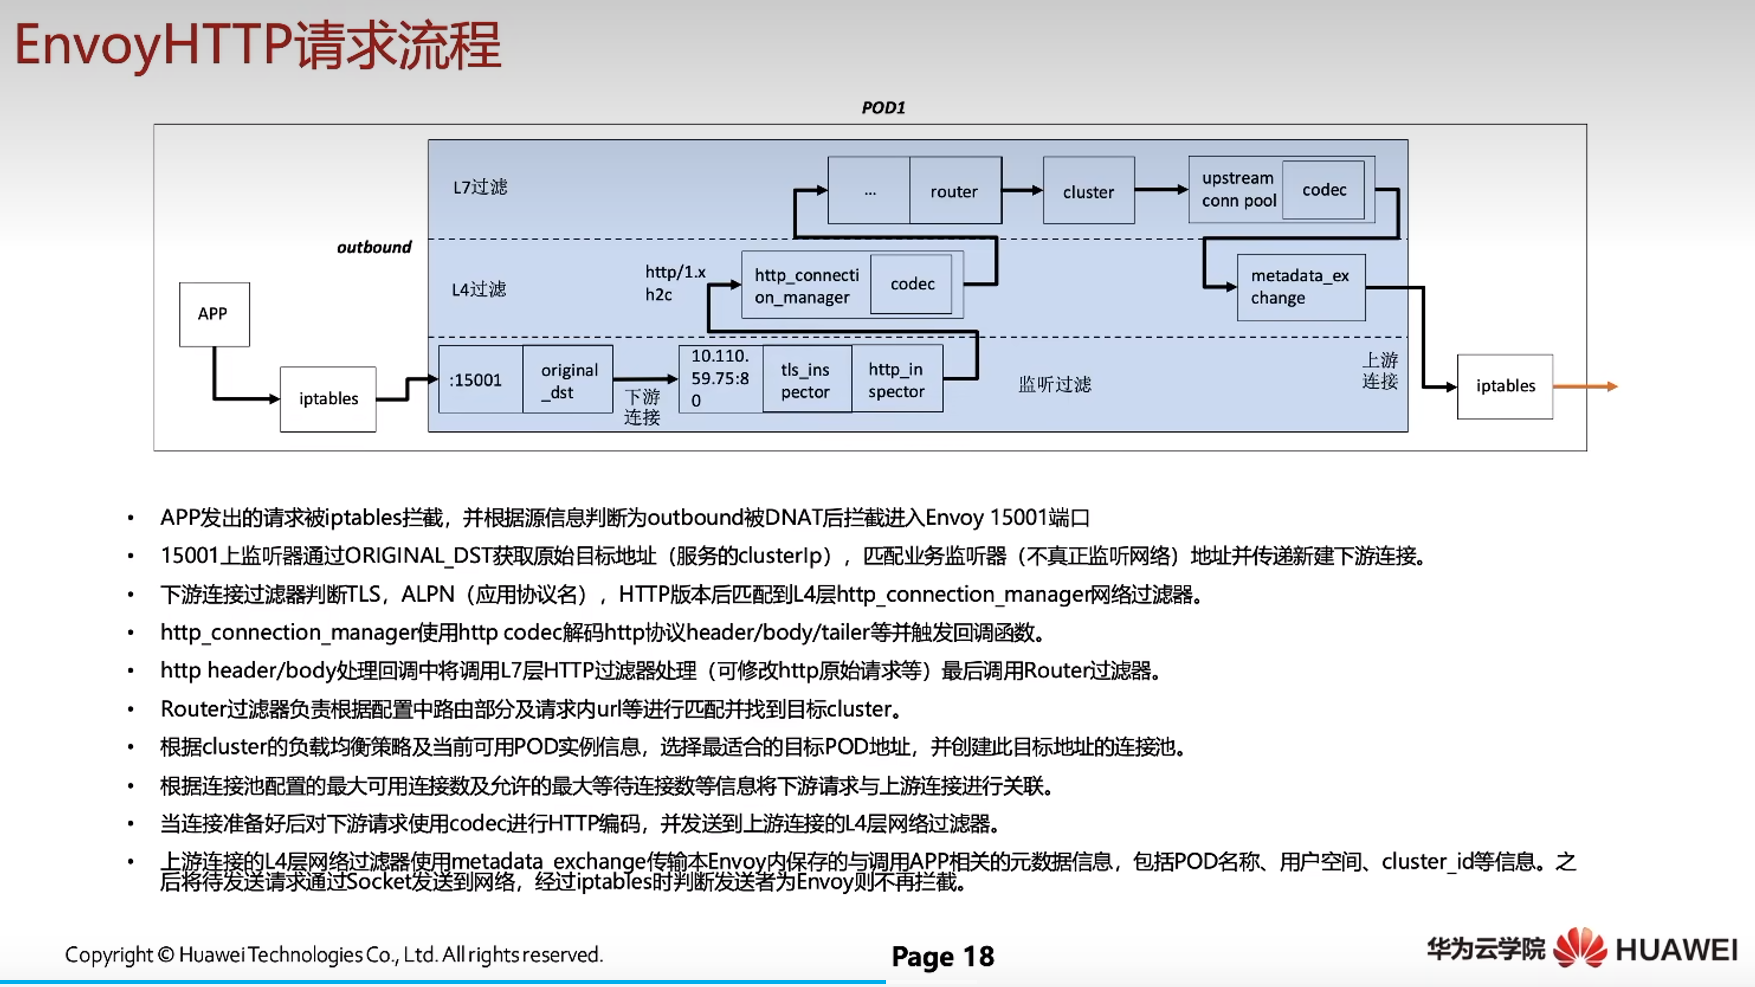 EnvoyHTTP请求流程
POD1
L7过滤
...
router
cluster
upstream
conn pool
codec
outbound
L4过滤
http/1.x
h2c
http_connecti
on_manager
codec
metadata_ex
change
APP
iptables
:15001
original
_dst
下游
连接
10.110.
59.75:8
0
tls_ins
pector
http_in
spector
监听过滤
上游
连接
iptables
• APP发出的请求被iptables拦截，并根据源信息判断为outbound被DNAT后拦截进入Envoy 15001端口
• 15001上监听器通过ORIGINAL_DST获取原始目标地址（服务的clusterIp），匹配业务监听器（不真正监听网络）地址并传递新建下游连接。
• 下游连接过滤器判断TLS，ALPN（应用协议名），HTTP版本后匹配到L4层http_connection_manager网络过滤器。
• http_connection_manager使用http codec解码http协议header/body/tailer等并触发回调函数。
• http header/body处理回调中将调用L7层HTTP过滤器处理（可修改http原始请求等）最后调用Router过滤器。
• Router过滤器负责根据配置中路由部分及请求内url等进行匹配并找到目标cluster。
• 根据cluster的负载均衡策略及当前可用POD实例信息，选择最适合的目标POD地址，并创建此目标地址的连接池。
• 根据连接池配置的最大可用连接数及允许的最大等待连接数等信息将下游请求与上游连接进行关联。
• 当连接准备好后对下游请求使用codec进行HTTP编码，并发送到上游连接的L4层网络过滤器。
• 上游连接的L4层网络过滤器使用metadata_exchange传输本Envoy内保存的与调用APP相关的元数据信息，包括POD名称、用户空间、cluster_id等信息。之
后将待发送请求通过Socket发送到网络，经过iptables时判断发送者为Envoy则不再拦截。
Copyright © Huawei Technologies Co., Ltd. All rights reserved.
Page 18
华为云学院
HUAWEI